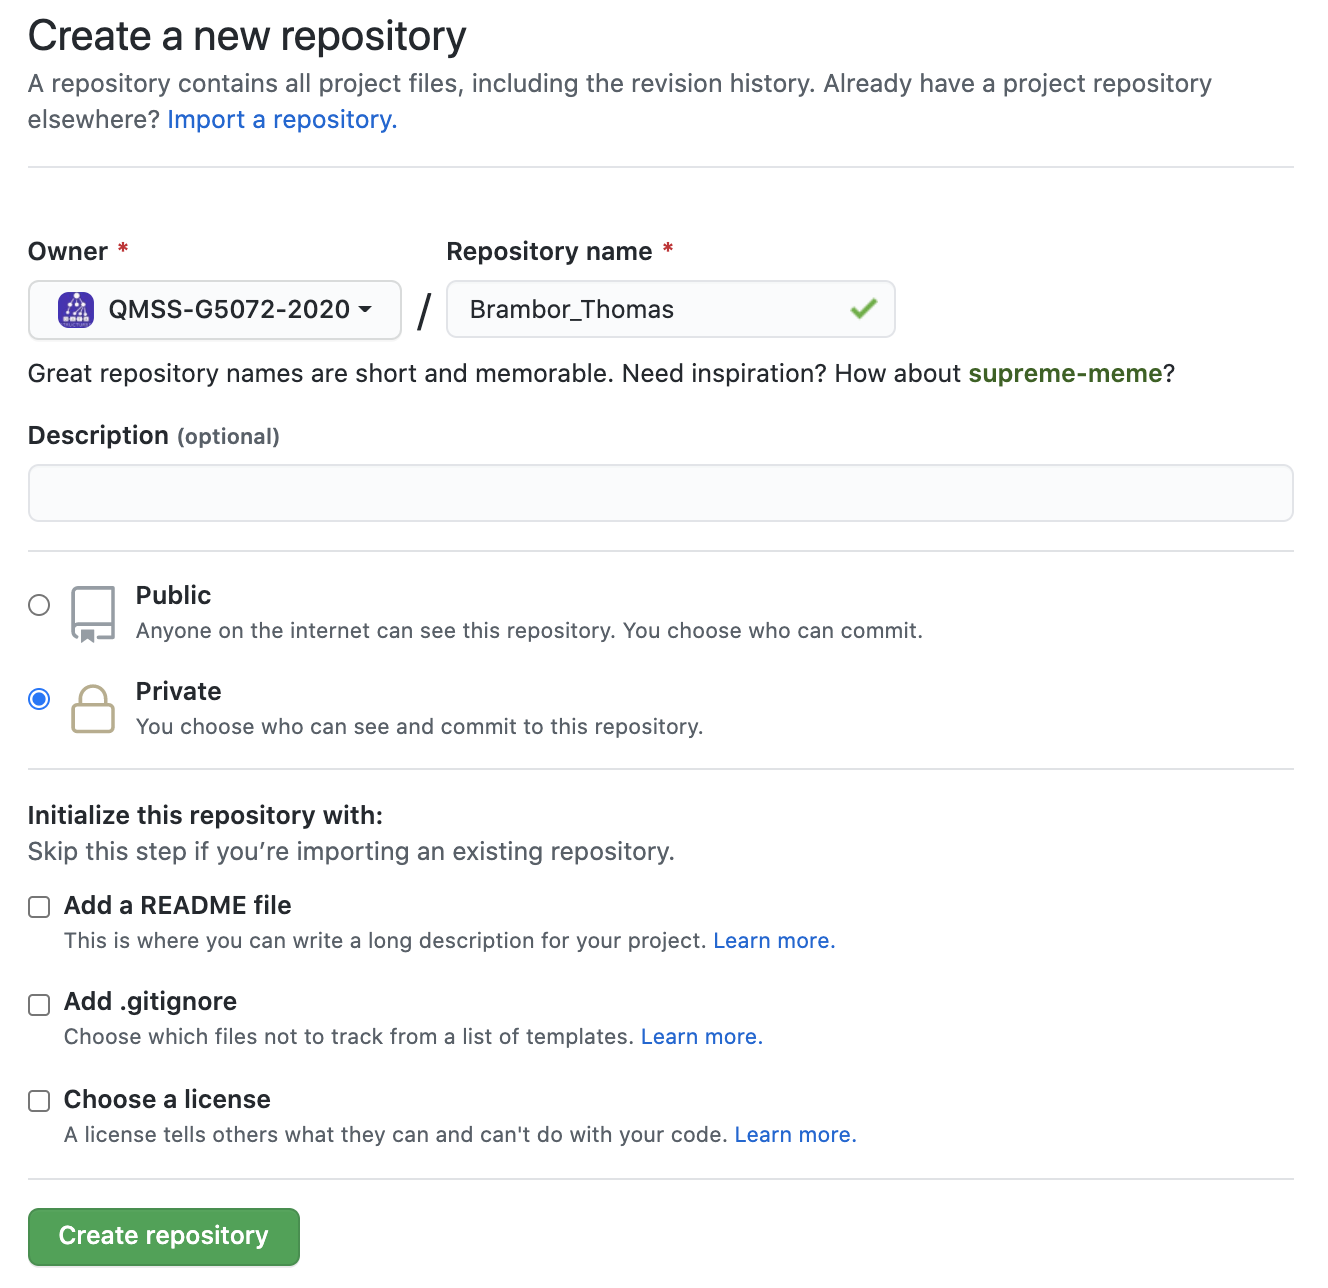 Create a new repository
A repository contains all project files, including the revision history. Already have a project repository
elsewhere? Import a repository.
Owner *
Repository name *
QMSS-G5072-2020
/
Brambor_Thomas
Great repository names are short and memorable. Need inspiration? How about supreme-meme?
Description (optional)
Public
Anyone on the internet can see this repository. You choose who can commit.
Private
You choose who can see and commit to this repository.
Initialize this repository with:
Skip this step if you’re importing an existing repository.
Add a README file
This is where you can write a long description for your project. Learn more.
Add .gitignore
Choose which files not to track from a list of templates. Learn more.
Choose a license
A license tells others what they can and can't do with your code. Learn more.
Create repository